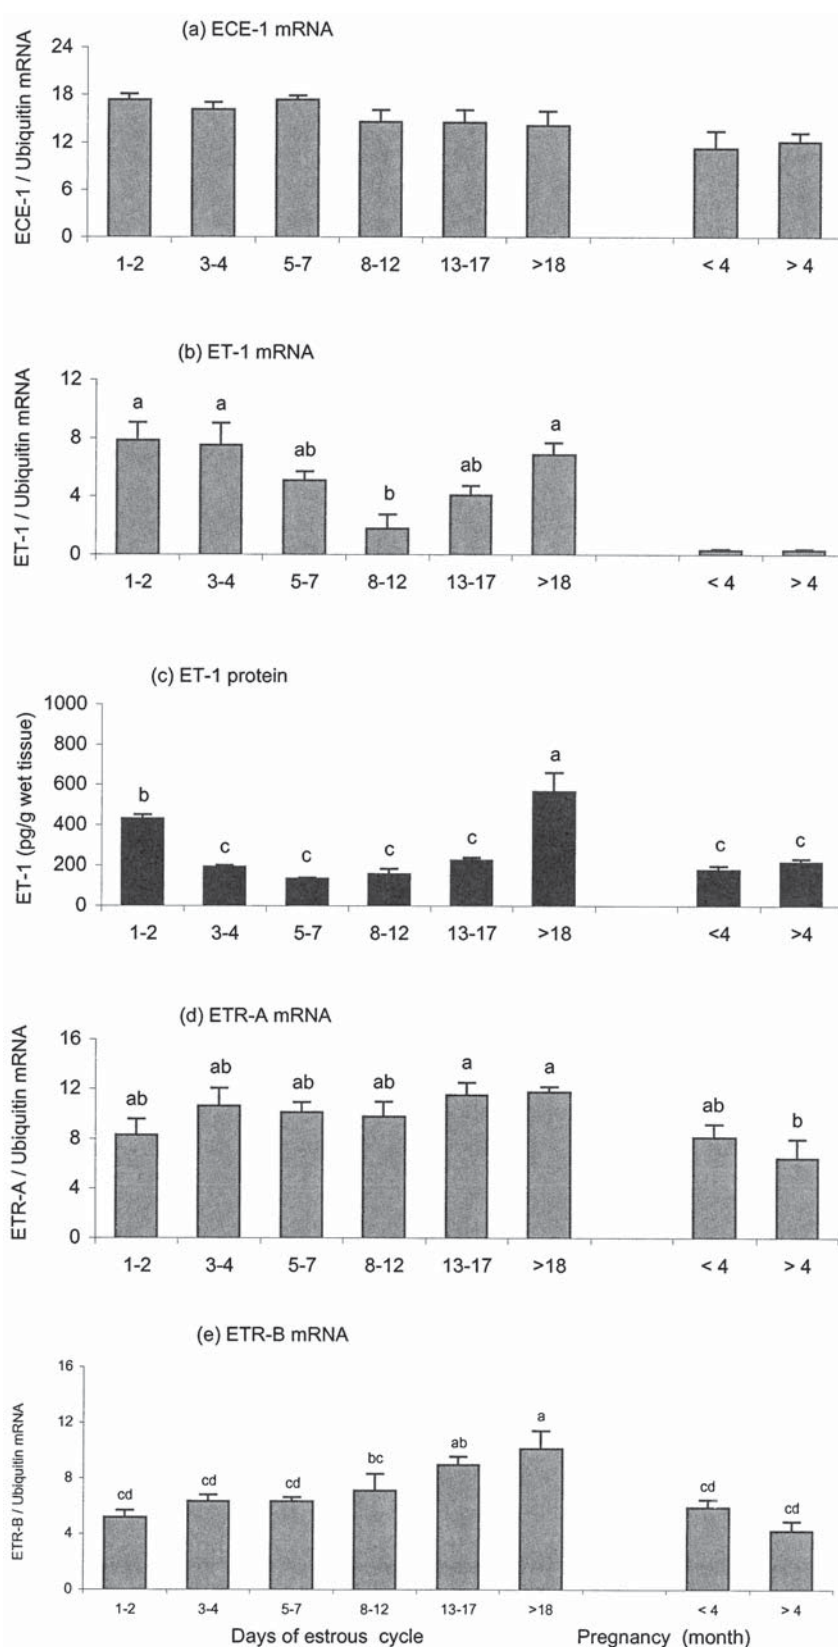 (a) ECE-1 mRNA
ECE-1 / Ubiquitin mRNA
24
18
12
6
0
1-2 3-4 5-7 8-12 13-17 >18 < 4 > 4
(b) ET-1 mRNA
ET-1 / Ubiquitin mRNA
12
8
4
0
a a ab b ab a
1-2 3-4 5-7 8-12 13-17 >18 < 4 > 4
(c) ET-1 protein
ET-1 (pg/g wet tissue)
1000
800
600
400
200
0
b c c c c a c c
1-2 3-4 5-7 8-12 13-17 >18 <4 >4
(d) ETR-A mRNA
ETR-A / Ubiquitin mRNA
16
12
8
4
0
ab ab ab ab a a ab b
1-2 3-4 5-7 8-12 13-17 >18 < 4 > 4
(e) ETR-B mRNA
ETR-B / Ubiquitin mRNA
16
12
8
4
0
cd cd cd bc ab a cd cd
1-2 3-4 5-7 8-12 13-17 >18 < 4 > 4
Days of estrous cycle Pregnancy (month)